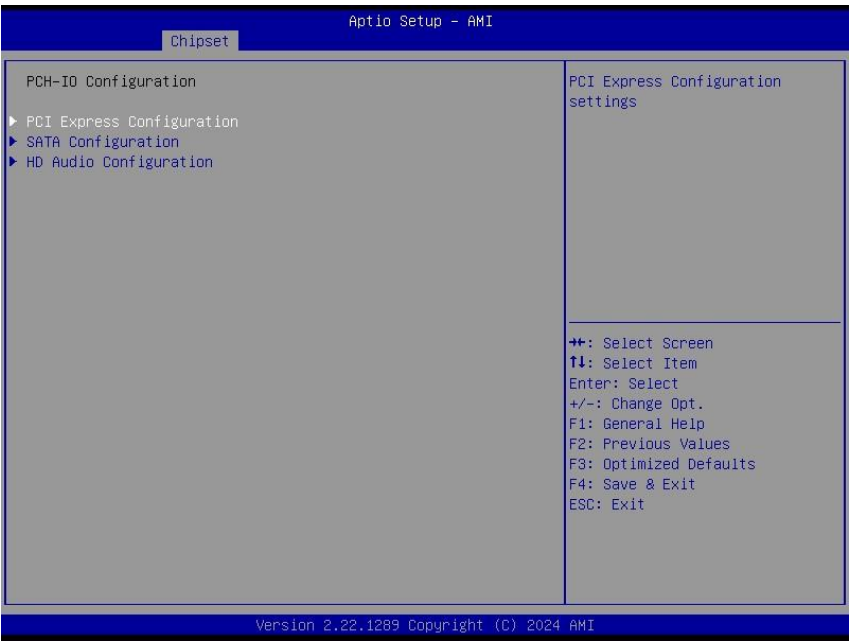 Aptio Setup – AMI
Chipset
PCH-IO Configuration
▶ PCI Express Configuration
▶ SATA Configuration
▶ HD Audio Configuration
PCI Express Configuration
settings
→←: Select Screen
↑↓: Select Item
Enter: Select
+/-: Change Opt.
F1: General Help
F2: Previous Values
F3: Optimized Defaults
F4: Save & Exit
ESC: Exit
Version 2.22.1289 Copyright (C) 2024 AMI